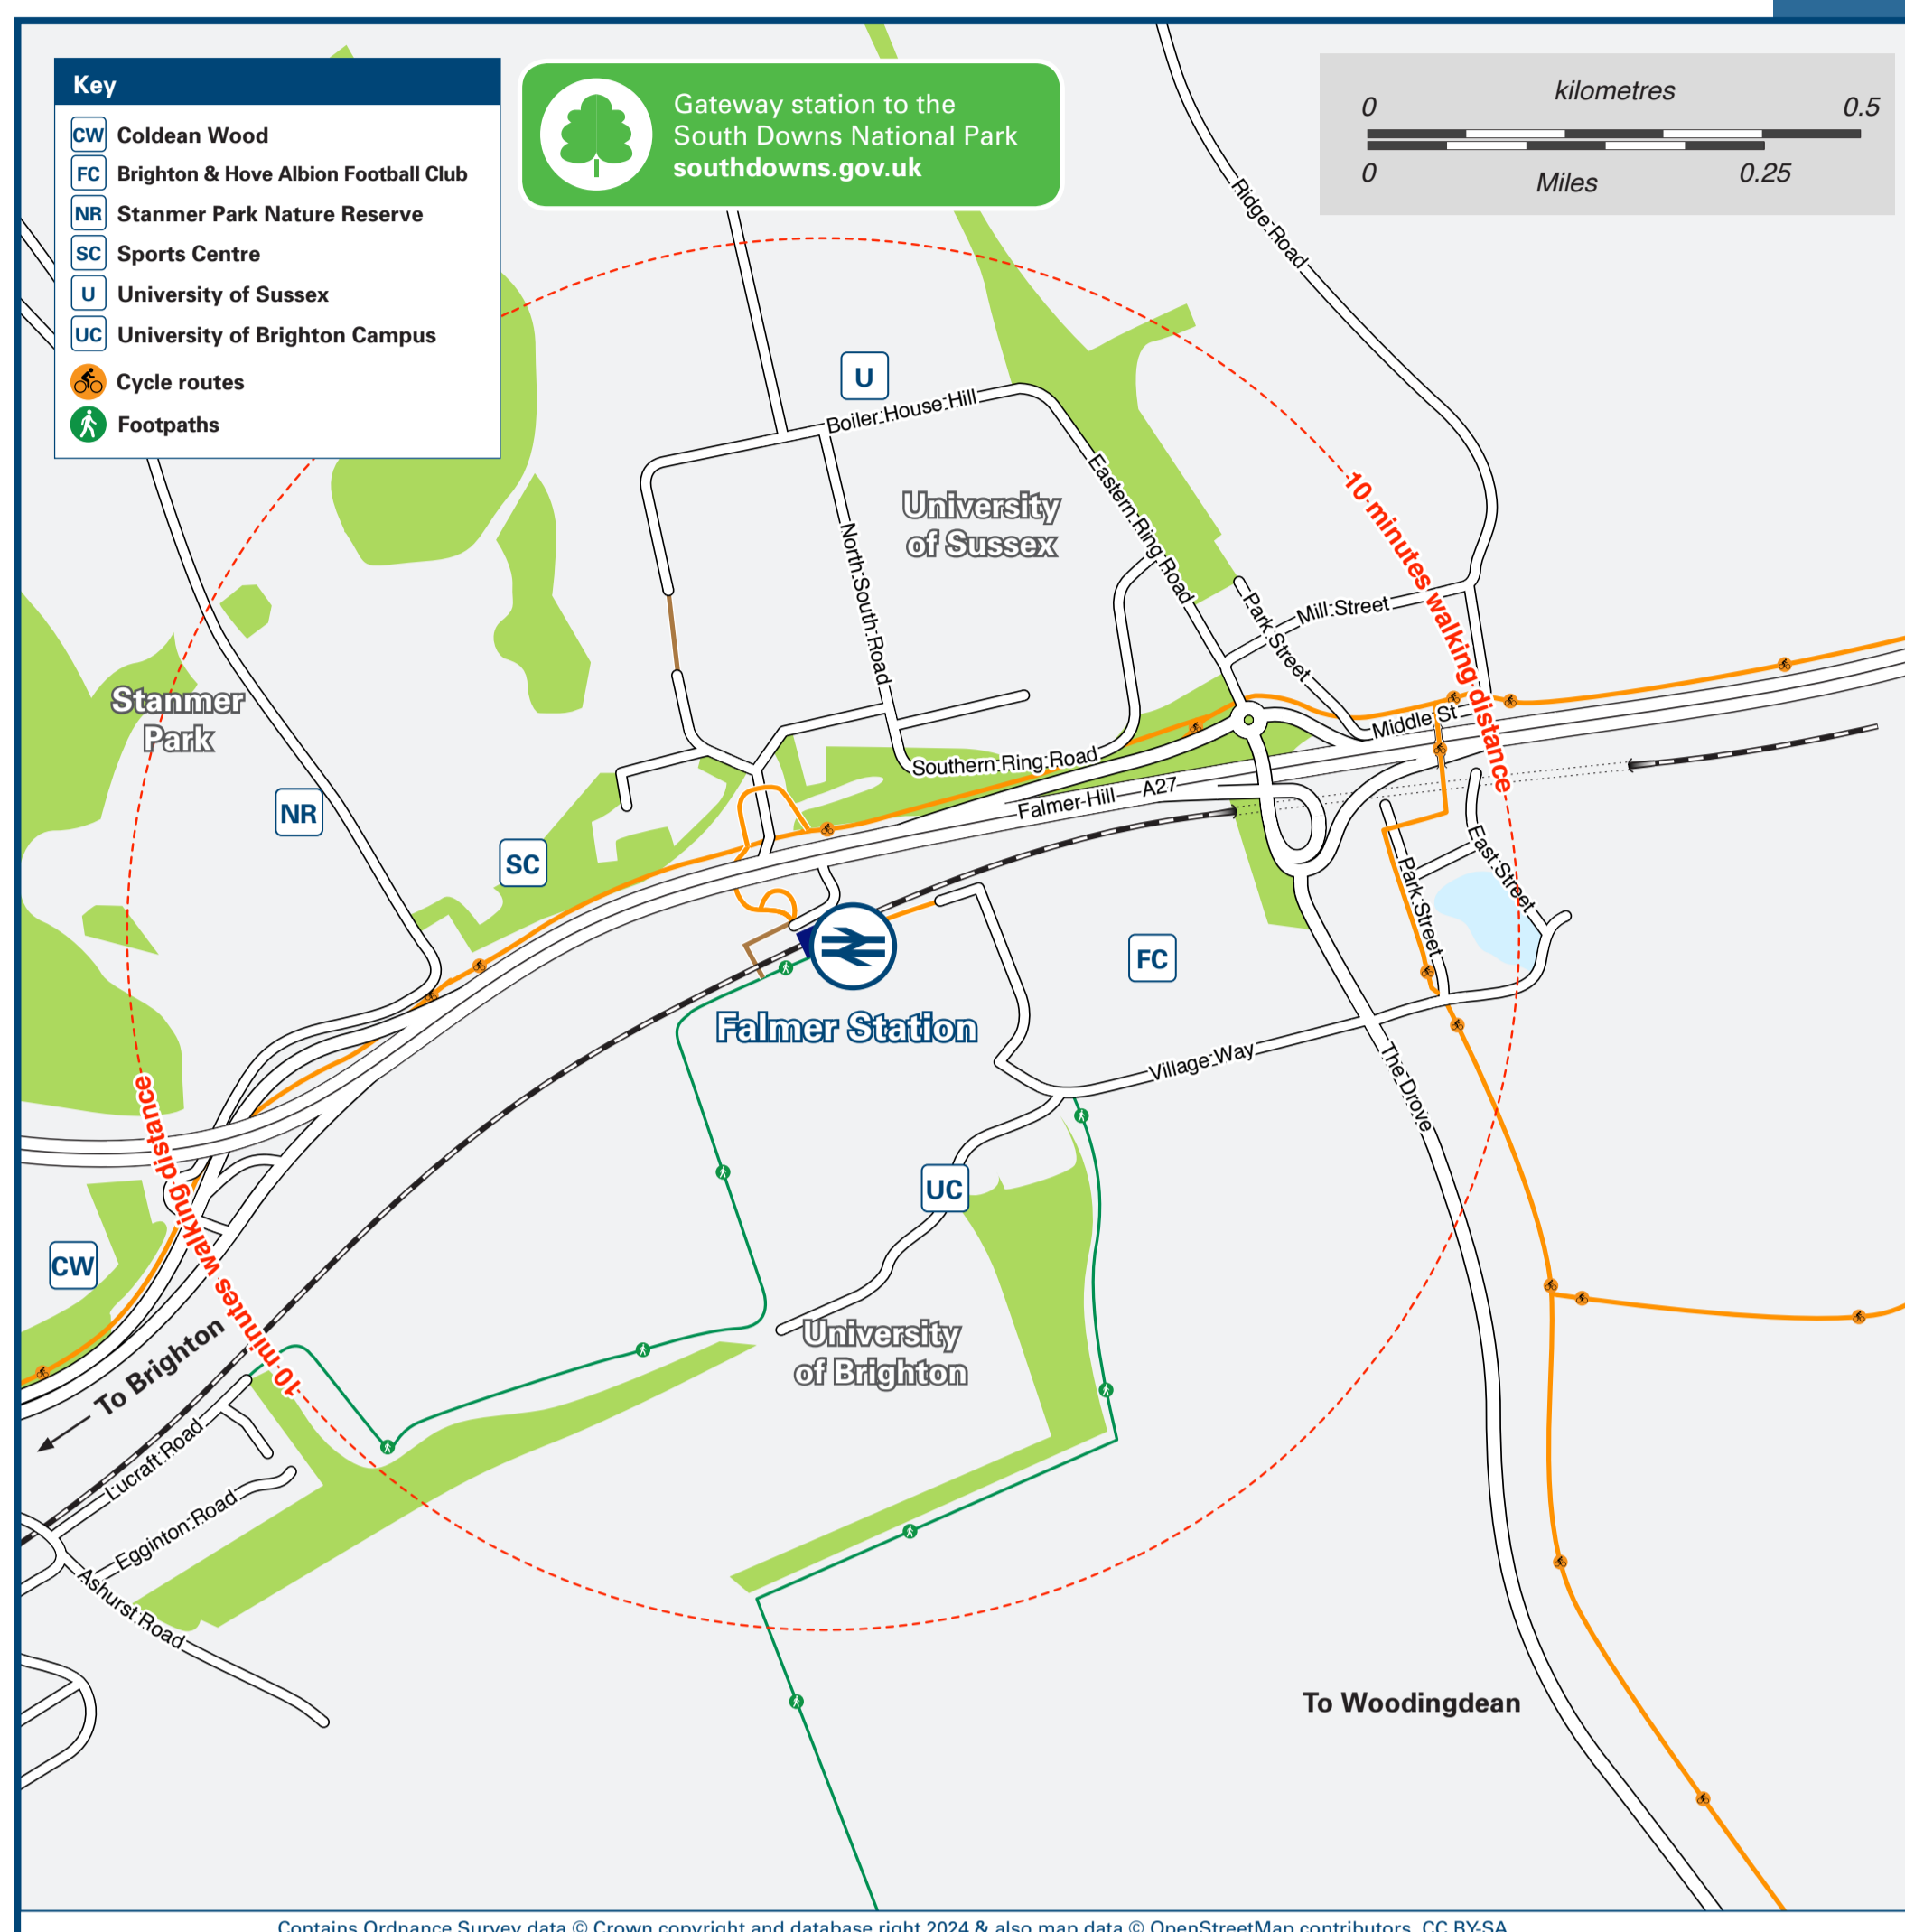 Key
CW Coldean Wood
FC Brighton & Hove Albion Football Club
NR Stanmer Park Nature Reserve
SC Sports Centre
U University of Sussex
UC University of Brighton Campus
Cycle routes
Footpaths
Gateway station to the
South Downs National Park
southdowns.gov.uk
kilometres
0 0.5
0 0.25
Miles
Ridge Road
U
Boiler House Hill
University
of Sussex
Eastern Ring Road
North South Road
10 minutes walking distance
Park Street
Mill Street
Stanmer
Park
Middle St
Southern Ring Road
Falmer Hill A27
NR
SC
East Street
Park Street
FC
Falmer Station
Village Way
The Drove
10 minutes walking distance
UC
CW
University
of Brighton
To Brighton
Lucraft Road
Egginton Road
Ashurst Road
To Woodingdean
Contains Ordnance Survey data © Crown copyright and database right 2024 & also map data © OpenStreetMap contributors, CC BY-SA